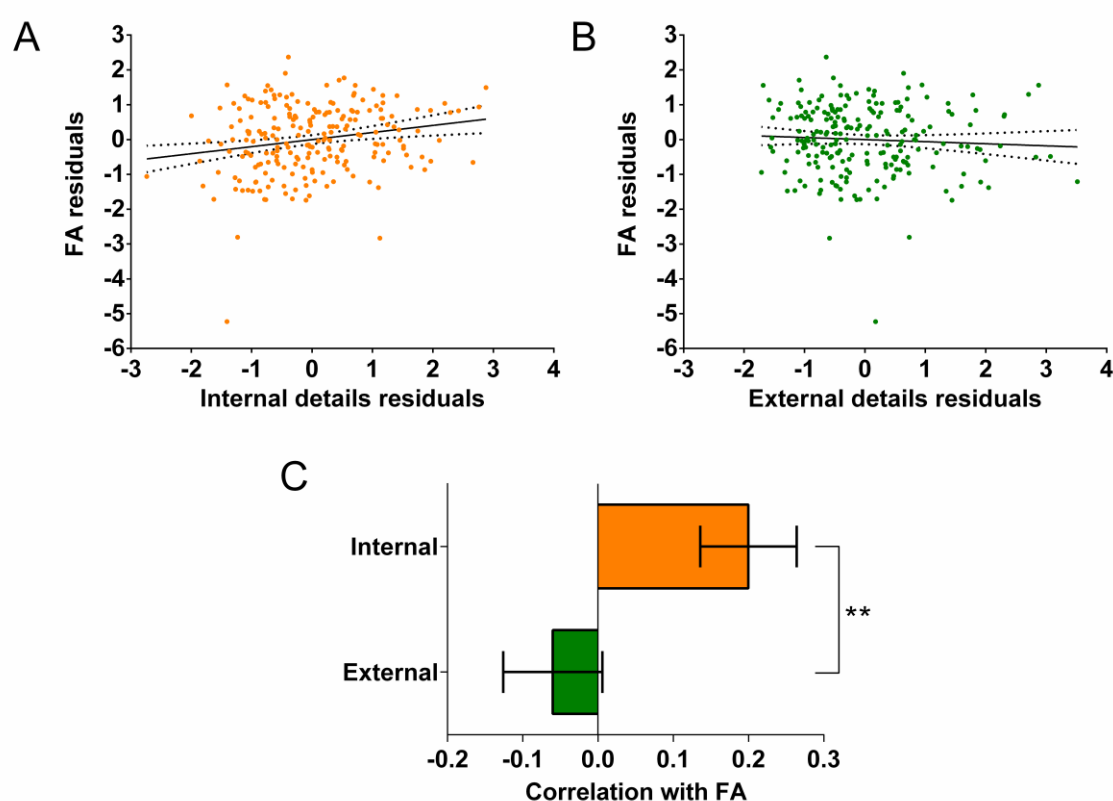 A
3
2
1
0
-1
-2
-3
-4
-5
-6
FA residuals
-3 -2 -1 0 1 2 3 4
Internal details residuals
B
3
2
1
0
-1
-2
-3
-4
-5
-6
FA residuals
-3 -2 -1 0 1 2 3 4
External details residuals
C
Internal
External
**
-0.2 -0.1 0.0 0.1 0.2 0.3
Correlation with FA